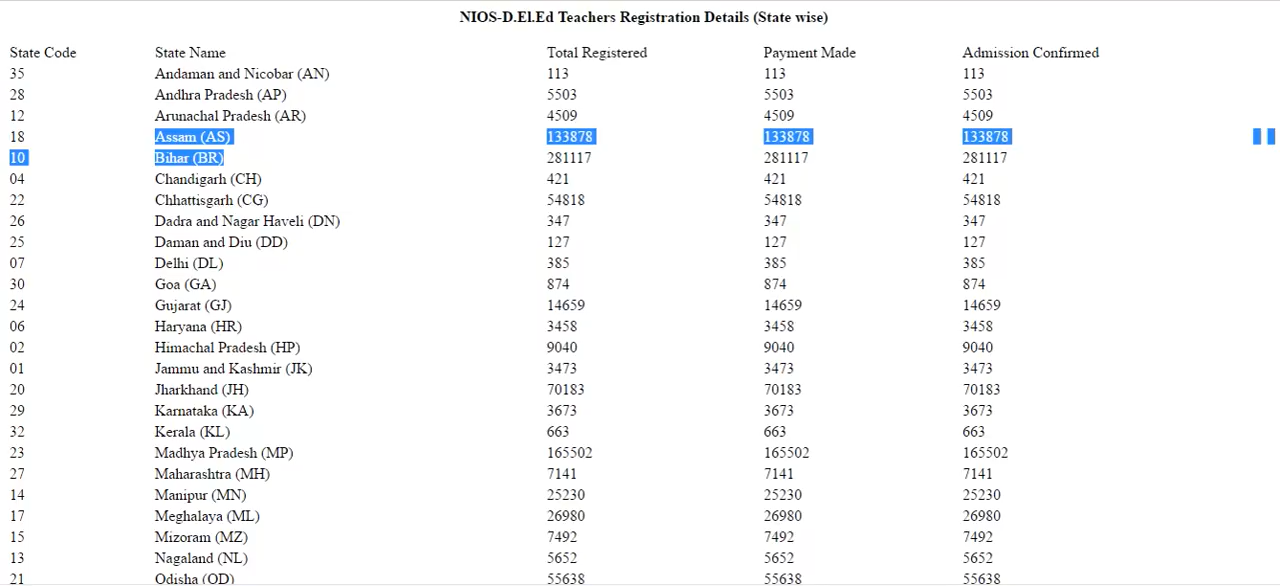 NIOS-D.El.Ed Teachers Registration Details (State wise)
State Code State Name Total Registered Payment Made Admission Confirmed
35 Andaman and Nicobar (AN) 113 113 113
28 Andhra Pradesh (AP) 5503 5503 5503
12 Arunachal Pradesh (AR) 4509 4509 4509
18 Assam (AS) 133878 133878 133878
10 Bihar (BR) 281117 281117 281117
04 Chandigarh (CH) 421 421 421
22 Chhattisgarh (CG) 54818 54818 54818
26 Dadra and Nagar Haveli (DN) 347 347 347
25 Daman and Diu (DD) 127 127 127
07 Delhi (DL) 385 385 385
30 Goa (GA) 874 874 874
24 Gujarat (GJ) 14659 14659 14659
06 Haryana (HR) 3458 3458 3458
02 Himachal Pradesh (HP) 9040 9040 9040
01 Jammu and Kashmir (JK) 3473 3473 3473
20 Jharkhand (JH) 70183 70183 70183
29 Karnataka (KA) 3673 3673 3673
32 Kerala (KL) 663 663 663
23 Madhya Pradesh (MP) 165502 165502 165502
27 Maharashtra (MH) 7141 7141 7141
14 Manipur (MN) 25230 25230 25230
17 Meghalaya (ML) 26980 26980 26980
15 Mizoram (MZ) 7492 7492 7492
13 Nagaland (NL) 5652 5652 5652
21 Odisha (OD) 55638 55638 55638